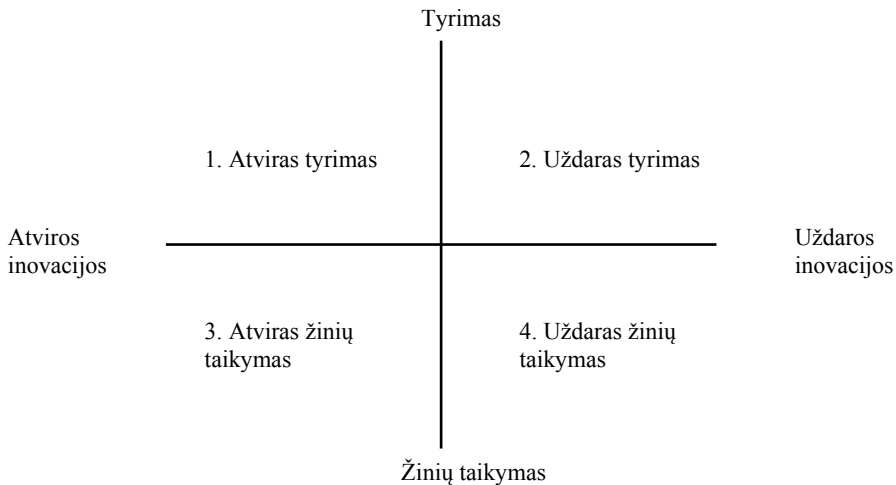 Tyrimas
1. Atviras tyrimas
2. Uždaras tyrimas
Atviros
inovacijos
Uždaros
inovacijos
3. Atviras žinių
taikymas
4. Uždaras žinių
taikymas
Žinių taikymas